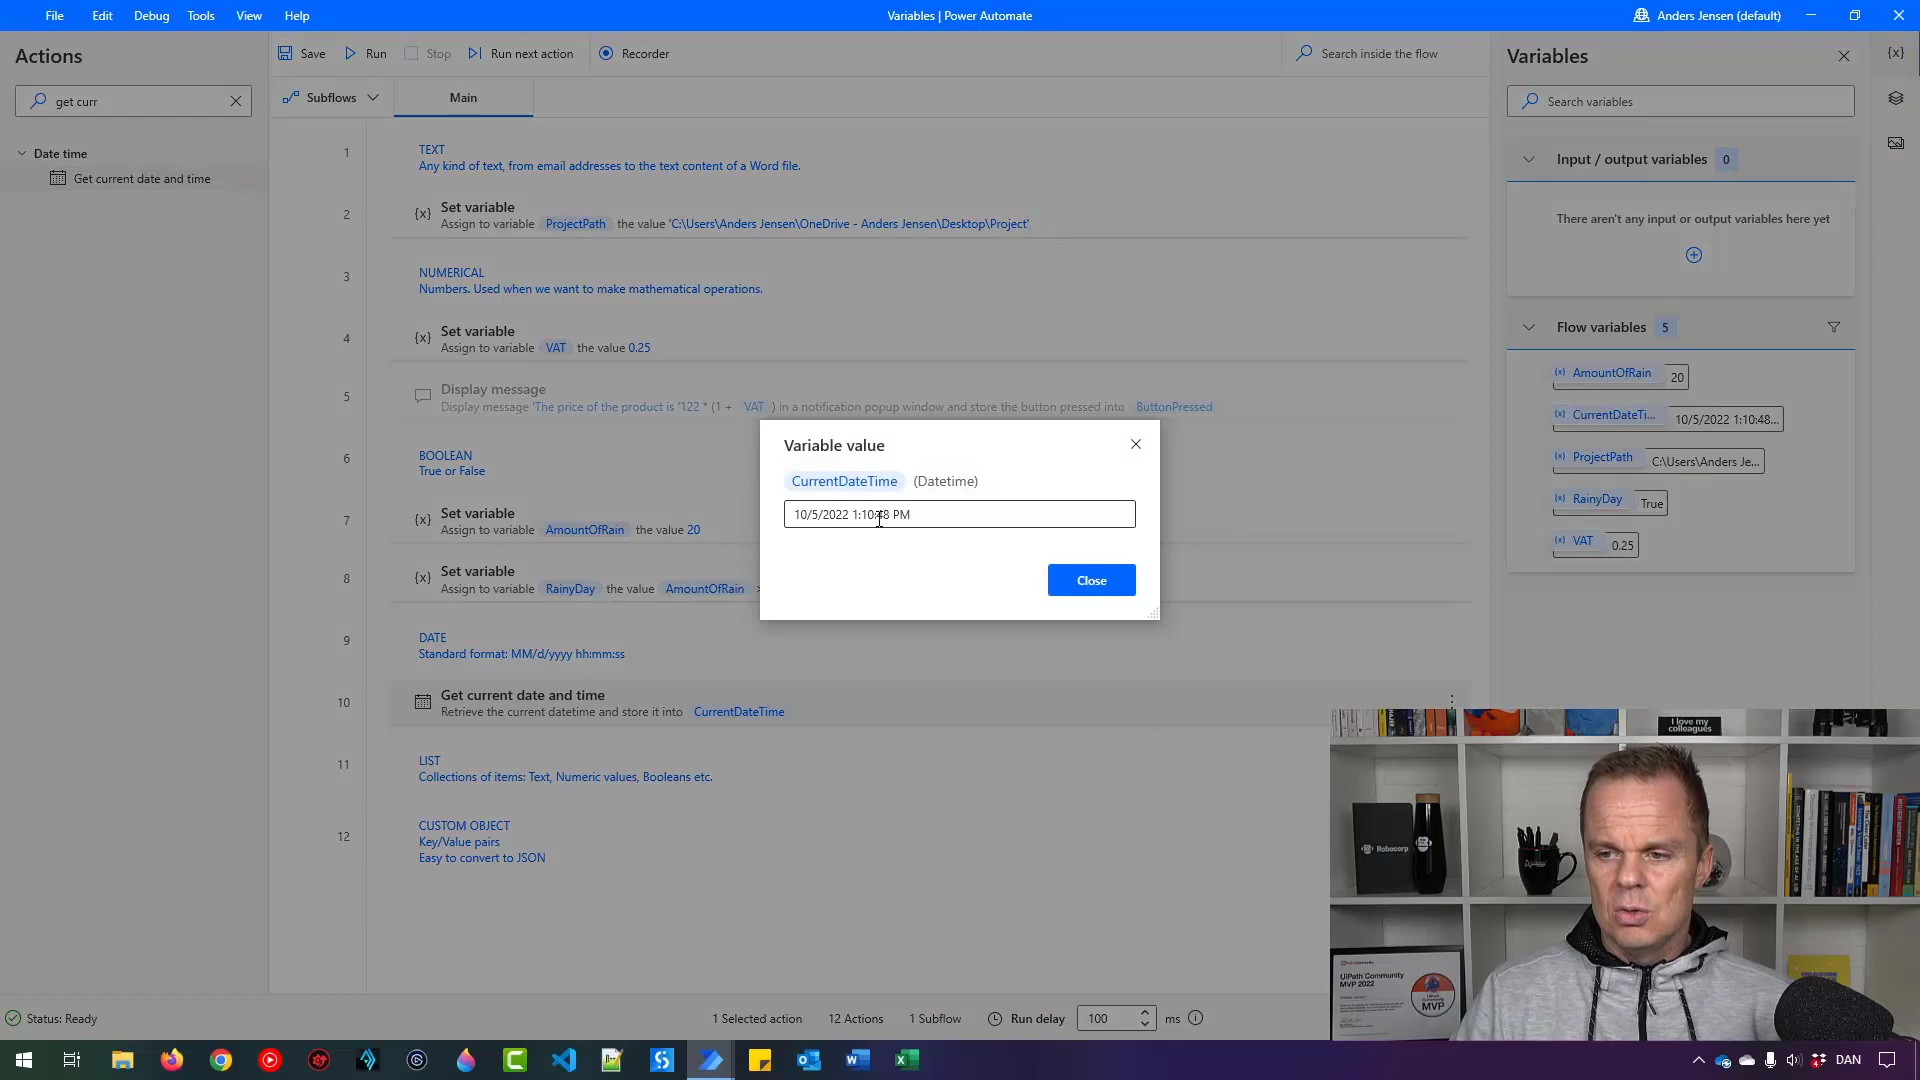 File Edit Debug Tools View Help
Variables | Power Automate
Anders Jensen (default)
Actions
get curr
Date time
Get current date and time
Save Run Stop Run next action Recorder
Search inside the flow
Subflows Main
1 TEXT
Any kind of text, from email addresses to the text content of a Word file.
2 {x} Set variable
Assign to variable ProjectPath the value 'C:\Users\Anders Jensen\OneDrive - Anders Jensen\Desktop\Project'
3 NUMERICAL
Numbers. Used when we want to make mathematical operations.
4 {x} Set variable
Assign to variable VAT the value 0.25
5 Display message
Display message 'The price of the product is '122 * (1 + VAT ) in a notification popup window and store the button pressed into ButtonPressed
6 BOOLEAN
True or False
7 {x} Set variable
Assign to variable AmountOfRain the value 20
8 {x} Set variable
Assign to variable RainyDay the value AmountOfRain >
9 DATE
Standard format: MM/d/yyyy hh:mm:ss
10 Get current date and time
Retrieve the current datetime and store it into CurrentDateTime
11 LIST
Collections of items: Text, Numeric values, Booleans etc.
12 CUSTOM OBJECT
Key/Value pairs
Easy to convert to JSON
Variable value
CurrentDateTime (Datetime)
10/5/2022 1:10:48 PM
Close
Variables
{x}
Search variables
Input / output variables 0
There aren't any input or output variables here yet
Flow variables 5
(x) AmountOfRain 20
(x) CurrentDateTi... 10/5/2022 1:10:48...
(x) ProjectPath C:\Users\Anders Je...
(x) RainyDay True
(x) VAT 0.25
I love my
colleagues
Robocorp
UiPath Community
MVP 2022
MVP
Status: Ready
1 Selected action 12 Actions 1 Subflow Run delay 100 ms
DAN